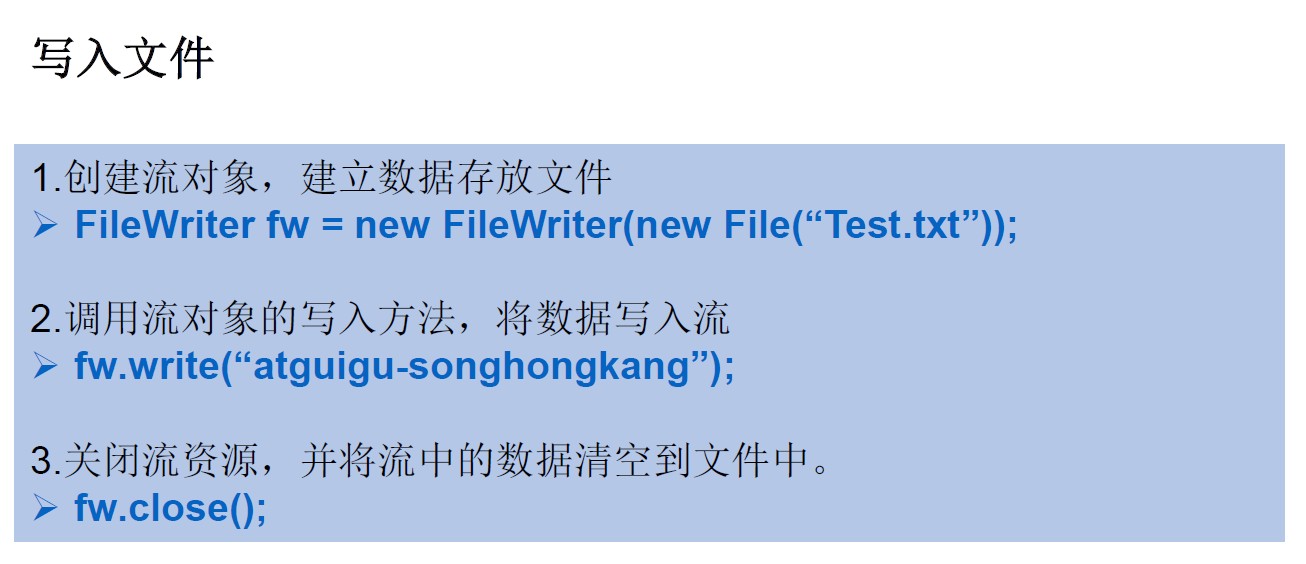 写入文件
1.创建流对象，建立数据存放文件
➢ FileWriter fw = new FileWriter(new File(“Test.txt”));
2.调用流对象的写入方法，将数据写入流
➢ fw.write(“atguigu-songhongkang”);
3.关闭流资源，并将流中的数据清空到文件中。
➢ fw.close();